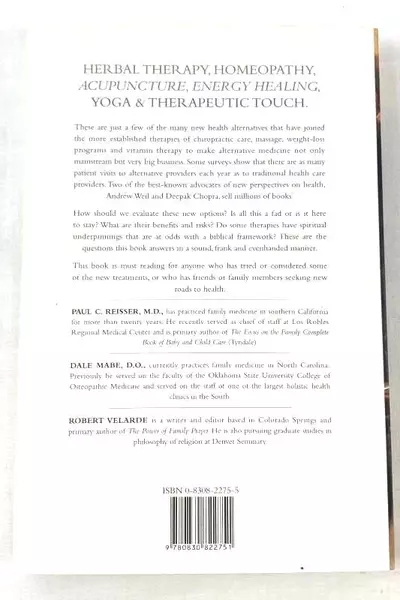 HERBAL THERAPY, HOMEOPATHY,
ACUPUNCTURE, ENERGY HEALING,
YOGA & THERAPEUTIC TOUCH.
These are just a few of the many new health alternatives that have joined
the more established therapies of chiropractic care, massage, weight-loss
programs and vitamin therapy to make alternative medicine not only
mainstream but very big business. Some surveys show that there are as many
patient visits to alternative providers each year as to traditional health care
providers. Two of the best-known advocates of new perspectives on health,
Andrew Weil and Deepak Chopra, sell millions of books.
How should we evaluate these new options? Is all this a fad or is it here
to stay? What are their benefits and risks? Do some therapies have spiritual
underpinnings that are at odds with a biblical framework? These are the
questions this book answers in a sound, frank and evenhanded manner.
This book is must reading for anyone who has tried or considered some
of the new treatments, or who has friends or family members seeking new
roads to health.
PAUL C. REISSER, M.D., has practiced family medicine in southern California
for more than twenty years. He recently served as chief of staff at Los Robles
Regional Medical Center and is primary author of The Focus on the Family Complete
Book of Baby and Child Care (Tyndale)
DALE MABE, D.O., currently practices family medicine in North Carolina.
Previously he served on the faculty of the Oklahoma State University College of
Osteopathic Medicine and served on the staff at one of the largest holistic health
clinics in the South.
ROBERT VELARDE is a writer and editor based in Colorado Springs and
primary author of The Power of Family Prayer. He is also pursuing graduate studies in
philosophy of religion at Denver Seminary.
ISBN 0-8308-2275-5
9 780830 822751